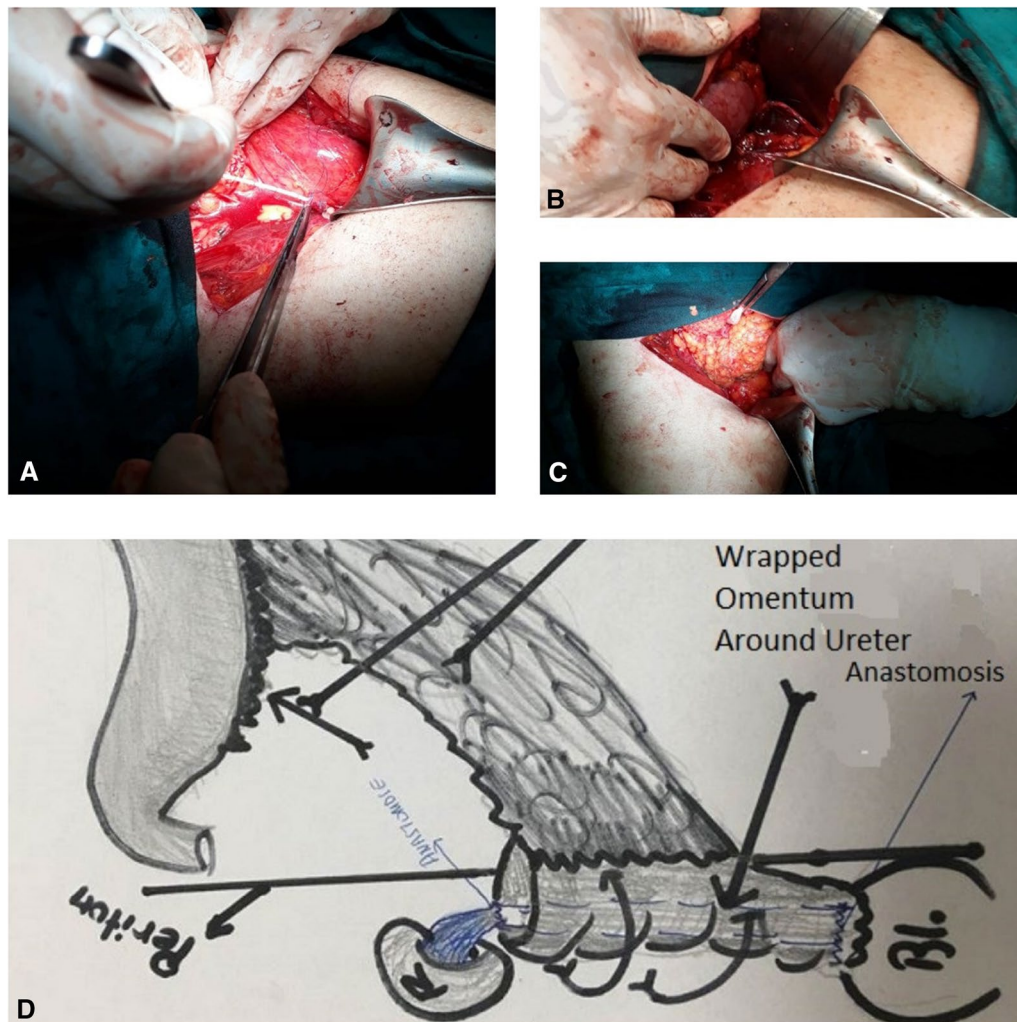 A
B
C
Wrapped
Omentum
Around Ureter
Anastomosis
Periton
R
Bl.
D